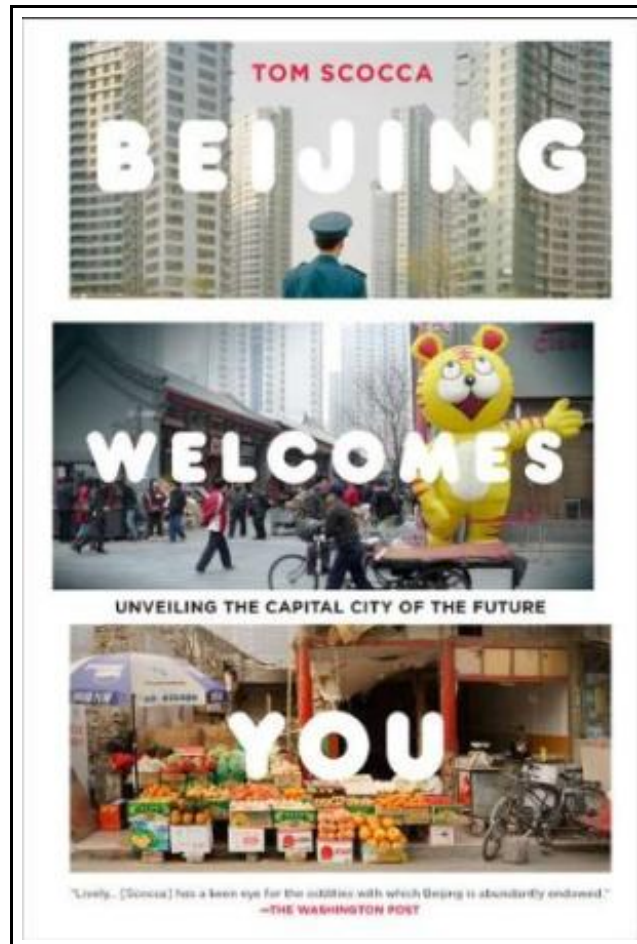 TOM SCOCCA
BEIJING
WELCOMES
UNVEILING THE CAPITAL CITY OF THE FUTURE
YOU
"Lively... [Scocca] has a keen eye for the oddities with which Beijing is abundantly endowed."
—THE WASHINGTON POST